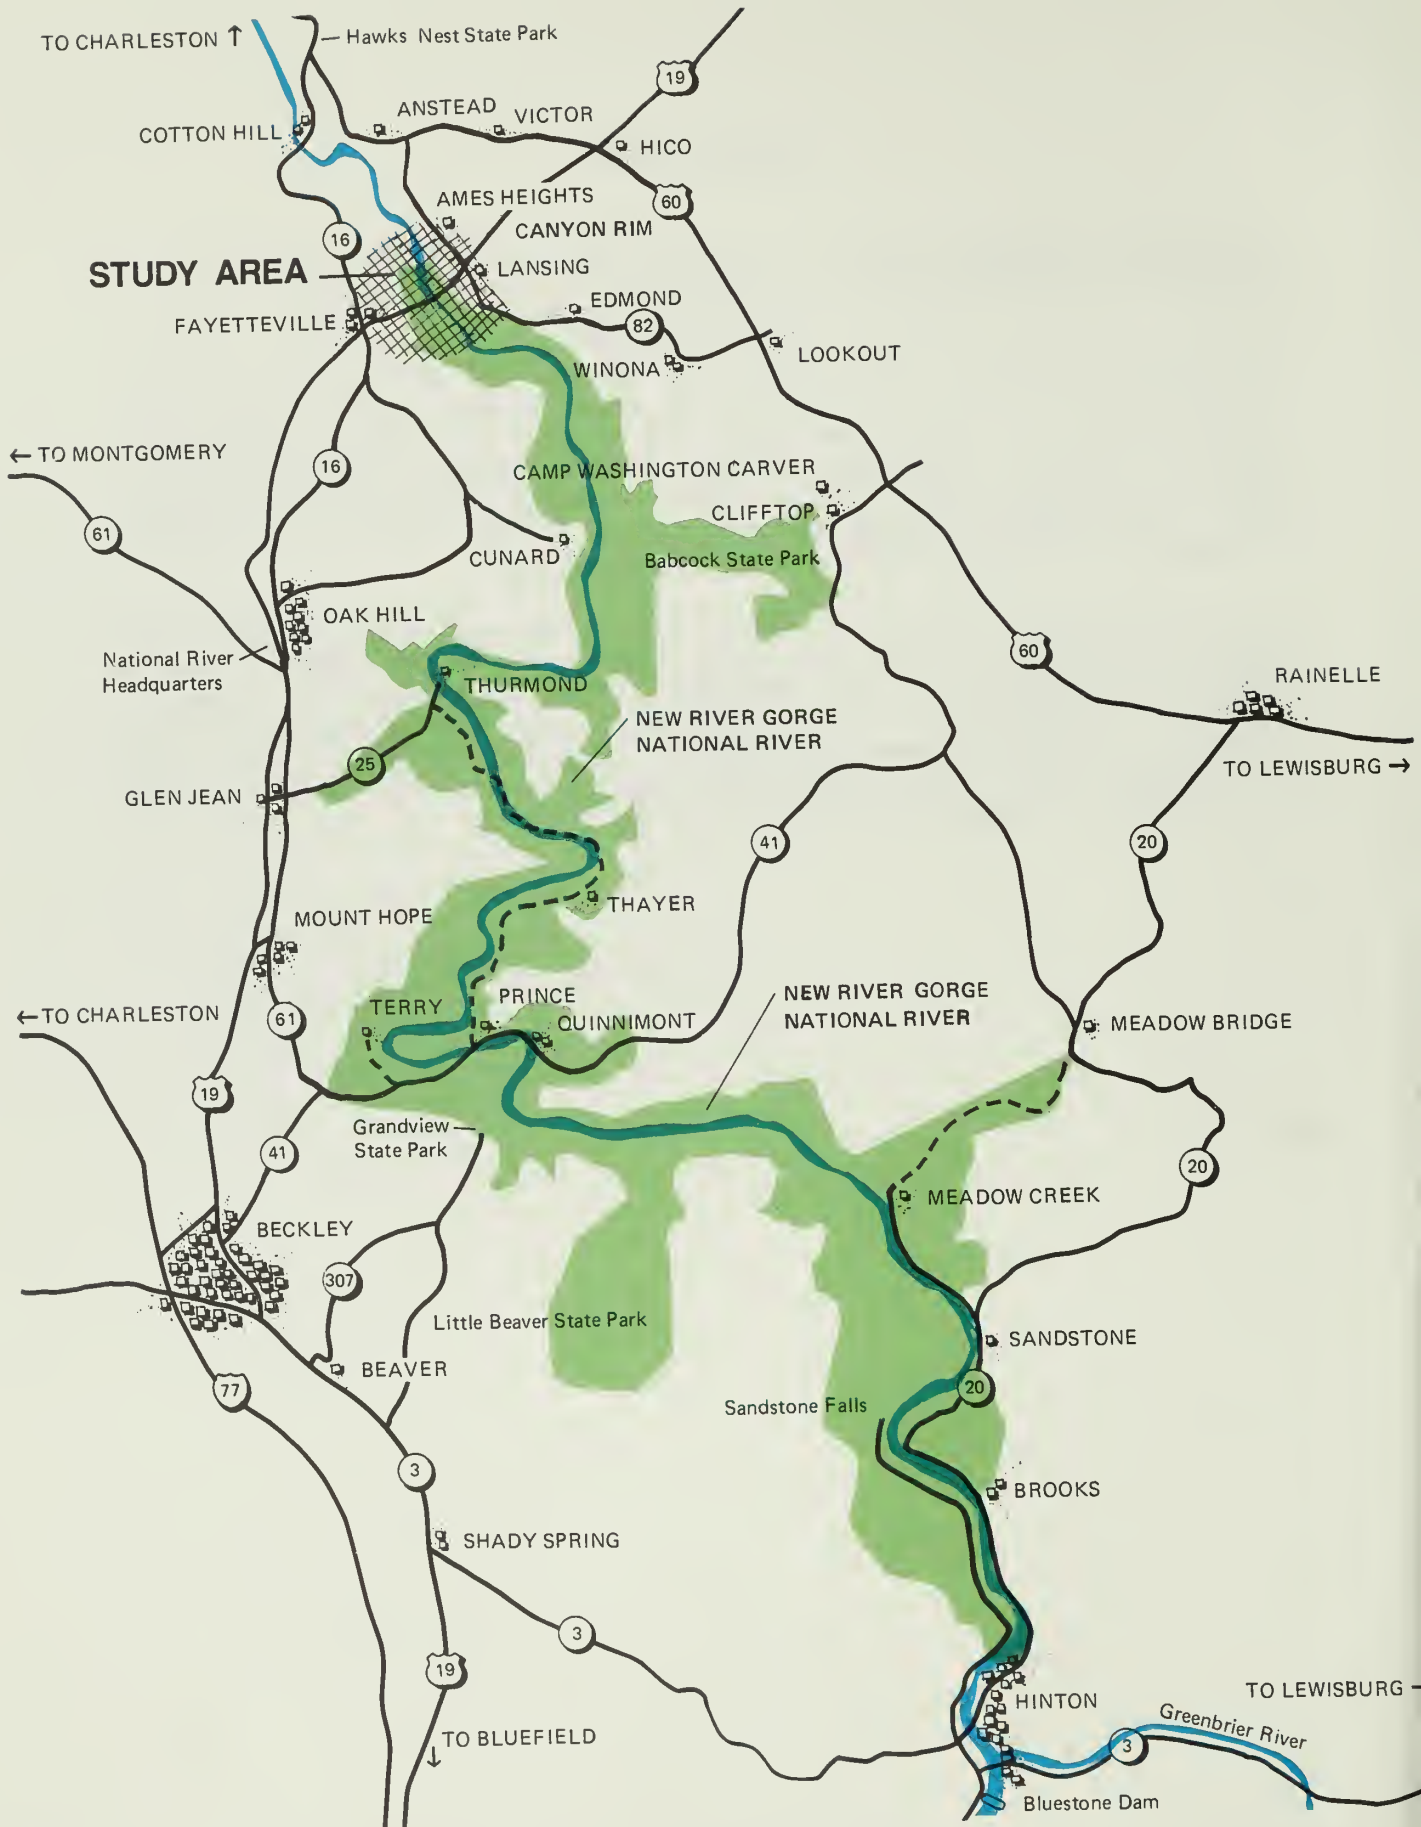 TO CHARLESTON ↑
Hawks Nest State Park
19
ANSTEAD
VICTOR
COTTON HILL
HICO
AMES HEIGHTS
60
CANYON RIM
16
STUDY AREA
LANSING
EDMOND
FAYETTEVILLE
82
LOOKOUT
WINONA
← TO MONTGOMERY
16
CAMP WASHINGTON CARVER
CLIFFTOP
61
CUNARD
Babcock State Park
OAK HILL
National River
Headquarters
60
RAINELLE
THURMOND
NEW RIVER GORGE
NATIONAL RIVER
25
TO LEWISBURG →
GLEN JEAN
41
20
THAYER
MOUNT HOPE
NEW RIVER GORGE
NATIONAL RIVER
← TO CHARLESTON
TERRY
PRINCE
61
QUINNIMONT
MEADOW BRIDGE
19
Grandview
State Park
41
20
MEADOW CREEK
BECKLEY
307
Little Beaver State Park
SANDSTONE
BEAVER
77
20
Sandstone Falls
3
BROOKS
SHADY SPRING
3
19
HINTON
TO LEWISBURG
Greenbrier River
TO BLUEFIELD
↓
3
Bluestone Dam